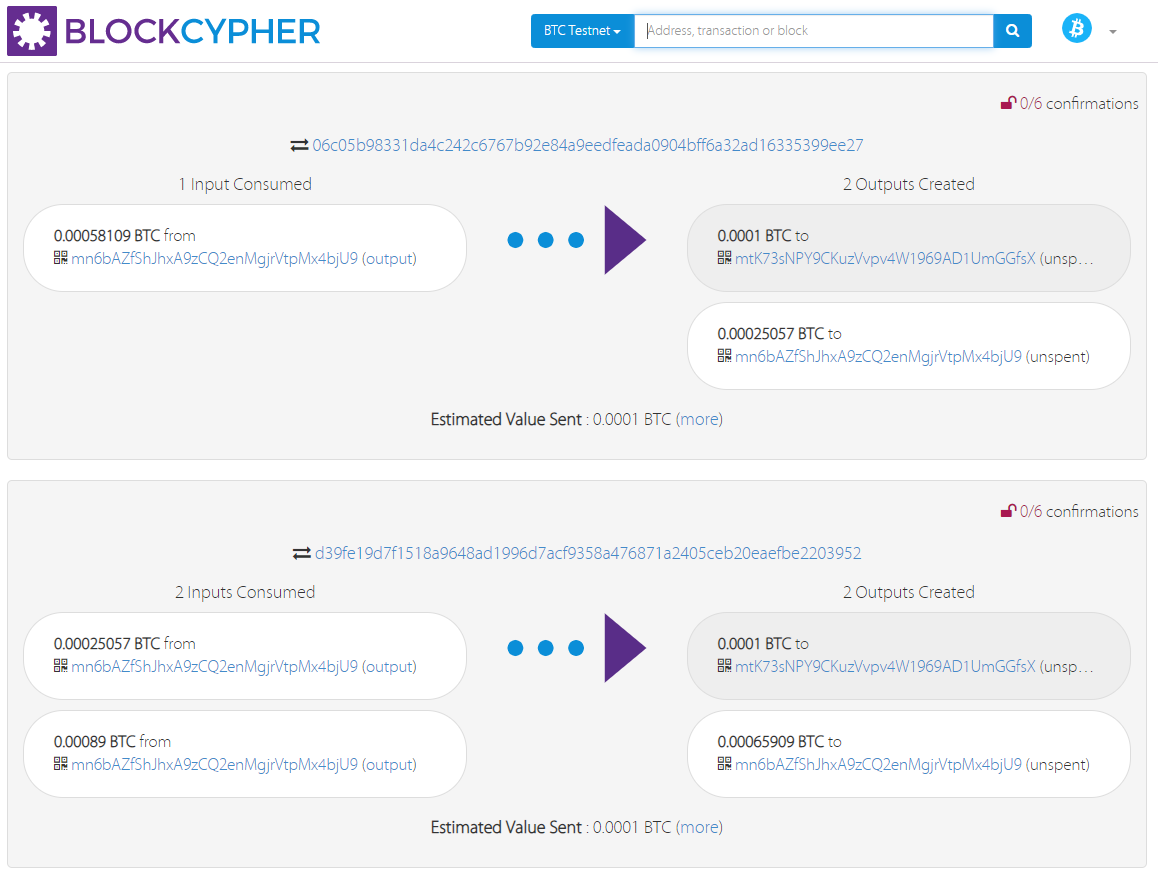 BLOCKCYPHER
BTC Testnet
Address, transaction or block
0/6 confirmations
06c05b98331da4c242c6767b92e84a9eedfeada0904bff6a32ad16335399ee27
1 Input Consumed
2 Outputs Created
0.00058109 BTC from
mn6bAZfShJhxA9zCQ2enMgjrVtpMx4bjU9 (output)
0.0001 BTC to
mtK73sNPY9CKuzVvpv4W1969AD1UmGGfsX (unsp…
0.00025057 BTC to
mn6bAZfShJhxA9zCQ2enMgjrVtpMx4bjU9 (unspent)
Estimated Value Sent : 0.0001 BTC (more)
0/6 confirmations
d39fe19d7f1518a9648ad1996d7acf9358a476871a2405ceb20eaefbe2203952
2 Inputs Consumed
2 Outputs Created
0.00025057 BTC from
mn6bAZfShJhxA9zCQ2enMgjrVtpMx4bjU9 (output)
0.00089 BTC from
mn6bAZfShJhxA9zCQ2enMgjrVtpMx4bjU9 (output)
0.0001 BTC to
mtK73sNPY9CKuzVvpv4W1969AD1UmGGfsX (unsp…
0.00065909 BTC to
mn6bAZfShJhxA9zCQ2enMgjrVtpMx4bjU9 (unspent)
Estimated Value Sent : 0.0001 BTC (more)